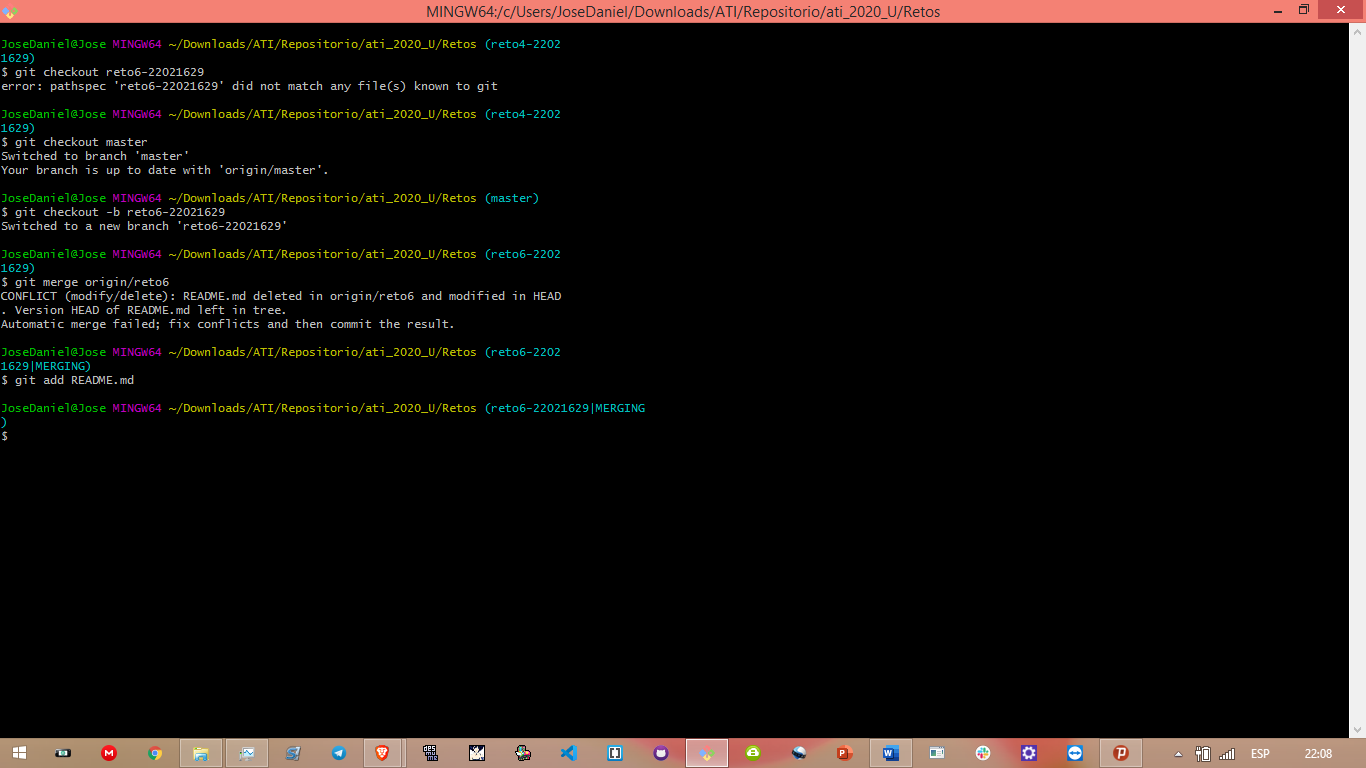 MINGW64:/c/Users/JoseDaniel/Downloads/ATI/Repositorio/ati_2020_U/Retos
JoseDaniel@Jose MINGW64 ~/Downloads/ATI/Repositorio/ati_2020_U/Retos (reto4-2202
1629)
$ git checkout reto6-22021629
error: pathspec 'reto6-22021629' did not match any file(s) known to git
JoseDaniel@Jose MINGW64 ~/Downloads/ATI/Repositorio/ati_2020_U/Retos (reto4-2202
1629)
$ git checkout master
Switched to branch 'master'
Your branch is up to date with 'origin/master'.
JoseDaniel@Jose MINGW64 ~/Downloads/ATI/Repositorio/ati_2020_U/Retos (master)
$ git checkout -b reto6-22021629
Switched to a new branch 'reto6-22021629'
JoseDaniel@Jose MINGW64 ~/Downloads/ATI/Repositorio/ati_2020_U/Retos (reto6-2202
1629)
$ git merge origin/reto6
CONFLICT (modify/delete): README.md deleted in origin/reto6 and modified in HEAD
. Version HEAD of README.md left in tree.
Automatic merge failed; fix conflicts and then commit the result.
JoseDaniel@Jose MINGW64 ~/Downloads/ATI/Repositorio/ati_2020_U/Retos (reto6-2202
1629|MERGING)
$ git add README.md
JoseDaniel@Jose MINGW64 ~/Downloads/ATI/Repositorio/ati_2020_U/Retos (reto6-22021629|MERGING
)
$
ESP 22:08